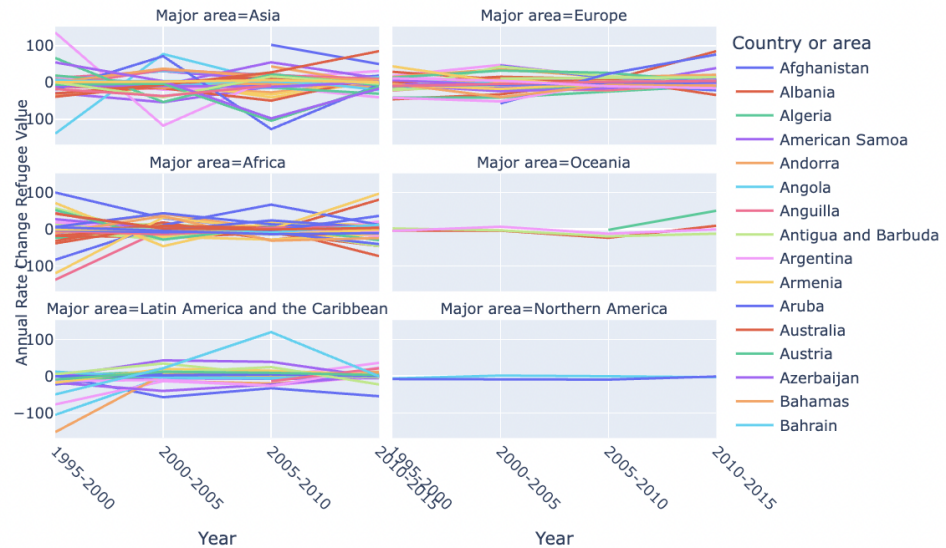 Major area=Asia
Major area=Europe
100
0
100
Major area=Africa
Major area=Oceania
100
0
100
Major area=Latin America and the Caribbean
Major area=Northern America
100
0
−100
Annual Rate Change Refugee Value
1995-2000
2000-2005
2005-2010
2010-2015
1995-2000
2000-2005
2005-2010
2010-2015
Year
Year
Country or area
Afghanistan
Albania
Algeria
American Samoa
Andorra
Angola
Anguilla
Antigua and Barbuda
Argentina
Armenia
Aruba
Australia
Austria
Azerbaijan
Bahamas
Bahrain